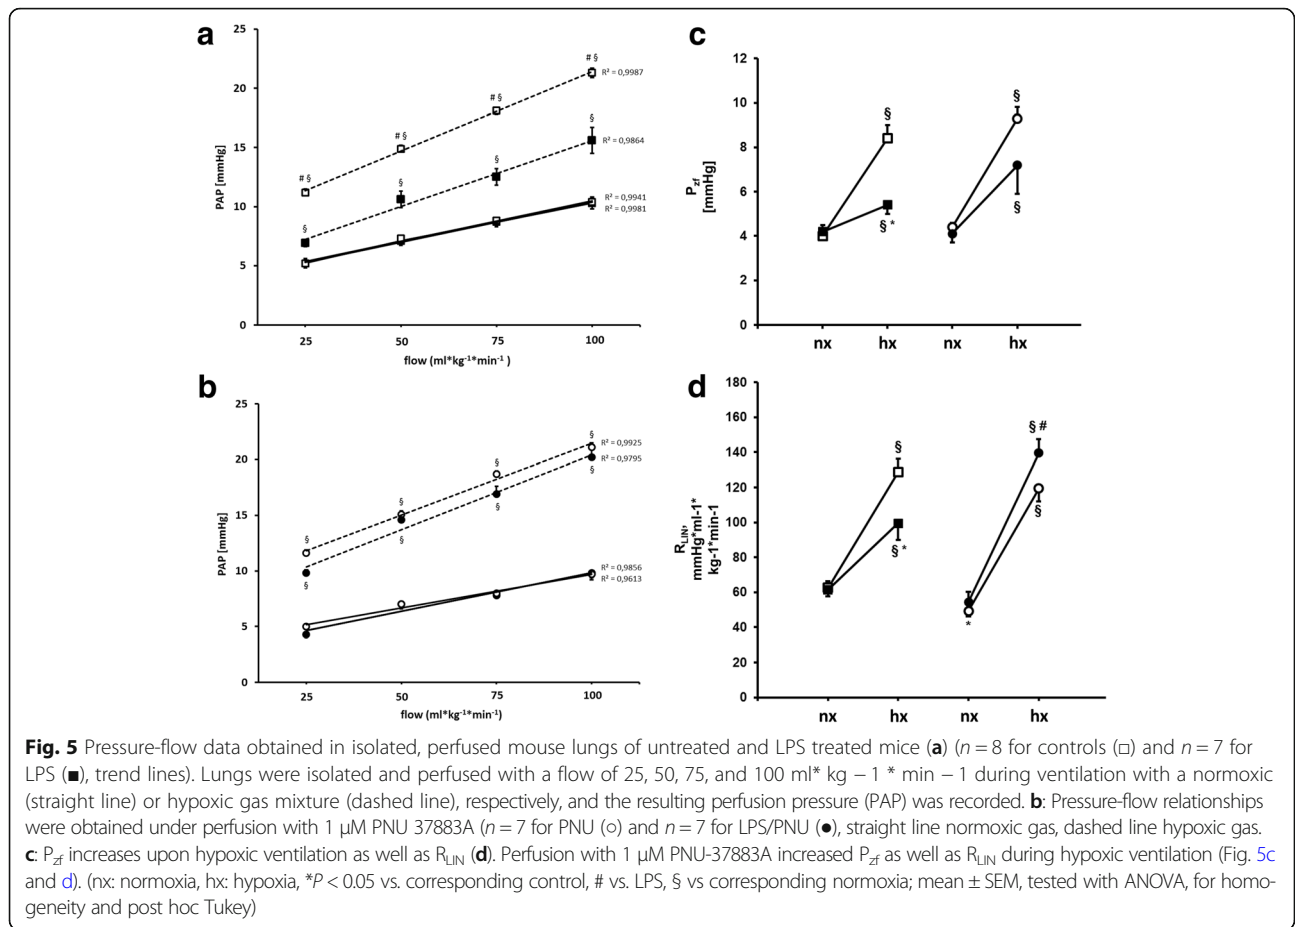 a
25
20
15
10
5
0
PAP [mmHg]
# §
# §
# §
# §
§
§
§
§
R² = 0,9987
R² = 0,9864
R² = 0,9941
R² = 0,9981
25 50 75 100
flow (ml*kg⁻¹*min⁻¹ )
c
12
10
8
6
4
2
0
Pzf
[mmHg]
§
§ *
§
§
nx hx nx hx
b
25
20
15
10
5
0
PAP [mmHg]
§
§
§
§
§
§
§
§
R² = 0,9925
R² = 0,9795
R² = 0,9856
R² = 0,9613
25 50 75 100
flow (ml*kg⁻¹*min⁻¹)
d
180
160
140
120
100
80
60
40
20
0
RLIN,
mmHg*ml-1*
kg-1*min-1
§
§ *
*
§ #
§
nx hx nx hx
Fig. 5 Pressure-flow data obtained in isolated, perfused mouse lungs of untreated and LPS treated mice (a) (n = 8 for controls (□) and n = 7 for
LPS (■), trend lines). Lungs were isolated and perfused with a flow of 25, 50, 75, and 100 ml* kg − 1 * min − 1 during ventilation with a normoxic
(straight line) or hypoxic gas mixture (dashed line), respectively, and the resulting perfusion pressure (PAP) was recorded. b: Pressure-flow relationships
were obtained under perfusion with 1 μM PNU 37883A (n = 7 for PNU (○) and n = 7 for LPS/PNU (●), straight line normoxic gas, dashed line hypoxic gas.
c: Pzf increases upon hypoxic ventilation as well as RLIN (d). Perfusion with 1 μM PNU-37883A increased Pzf as well as RLIN during hypoxic ventilation (Fig. 5c
and d). (nx: normoxia, hx: hypoxia, *P < 0.05 vs. corresponding control, # vs. LPS, § vs corresponding normoxia; mean ± SEM, tested with ANOVA, for homo-
geneity and post hoc Tukey)